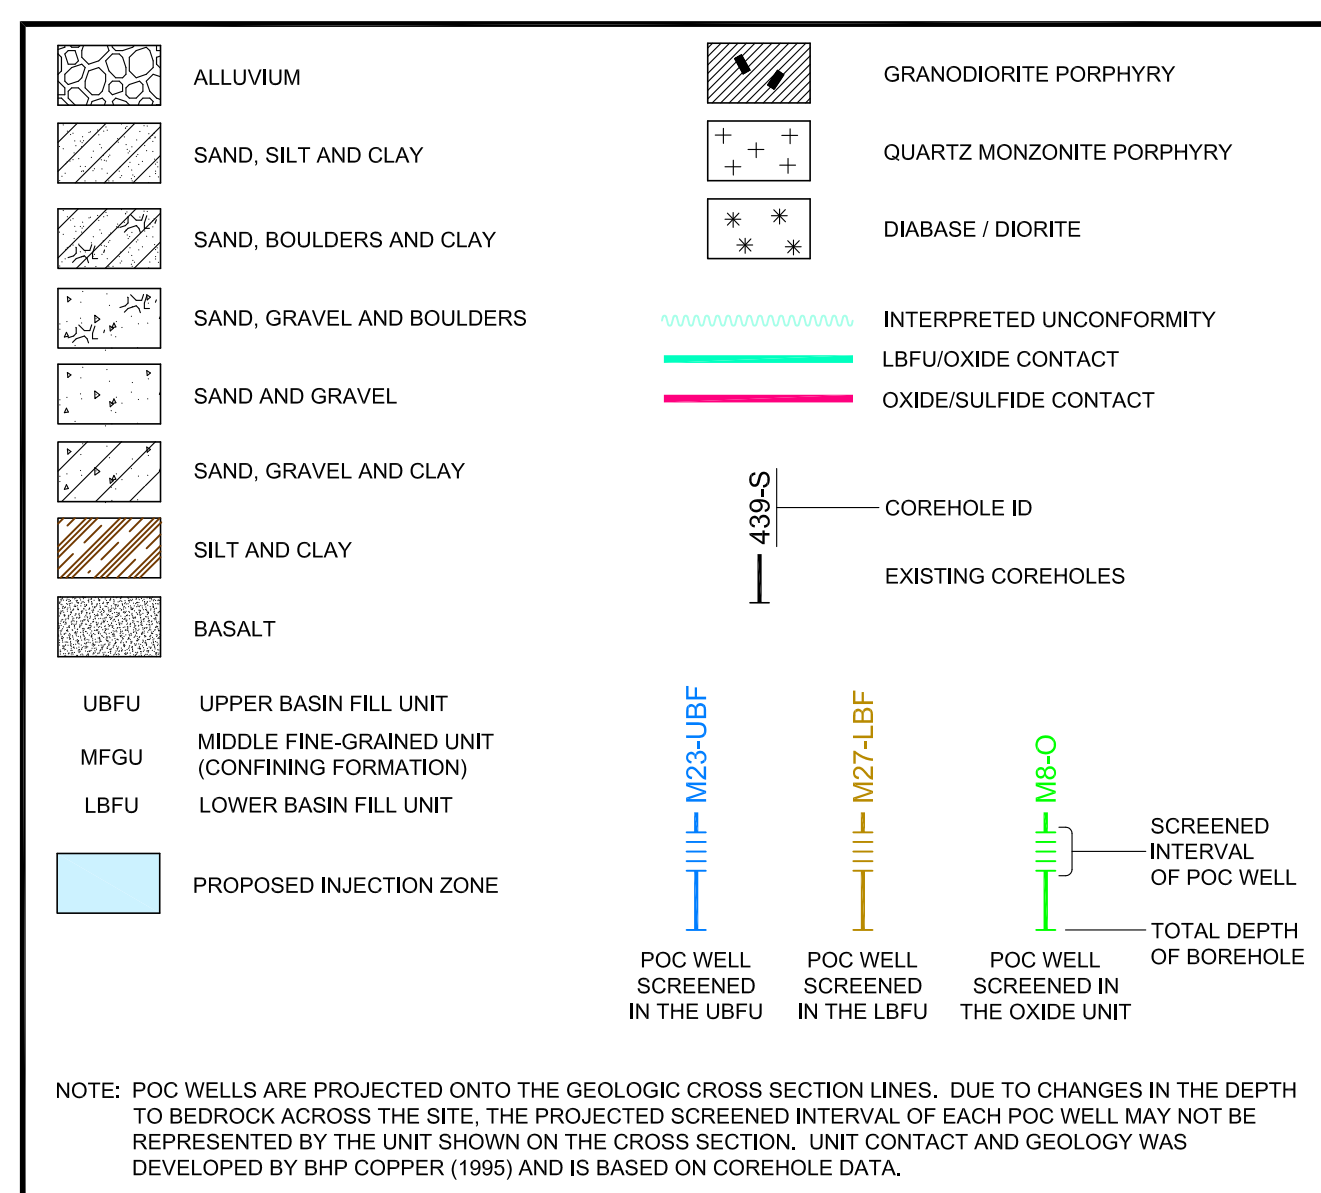 ALLUVIUM
SAND, SILT AND CLAY
SAND, BOULDERS AND CLAY
SAND, GRAVEL AND BOULDERS
SAND AND GRAVEL
SAND, GRAVEL AND CLAY
SILT AND CLAY
BASALT
UBFU UPPER BASIN FILL UNIT
MFGU MIDDLE FINE-GRAINED UNIT
(CONFINING FORMATION)
LBFU LOWER BASIN FILL UNIT
PROPOSED INJECTION ZONE
GRANODIORITE PORPHYRY
QUARTZ MONZONITE PORPHYRY
DIABASE / DIORITE
INTERPRETED UNCONFORMITY
LBFU/OXIDE CONTACT
OXIDE/SULFIDE CONTACT
439-S
COREHOLE ID
EXISTING COREHOLES
M23-UBF
M27-LBF
M8-O
SCREENED
INTERVAL
OF POC WELL
TOTAL DEPTH
OF BOREHOLE
POC WELL
SCREENED
IN THE UBFU
POC WELL
SCREENED
IN THE LBFU
POC WELL
SCREENED IN
THE OXIDE UNIT
NOTE: POC WELLS ARE PROJECTED ONTO THE GEOLOGIC CROSS SECTION LINES. DUE TO CHANGES IN THE DEPTH
TO BEDROCK ACROSS THE SITE, THE PROJECTED SCREENED INTERVAL OF EACH POC WELL MAY NOT BE
REPRESENTED BY THE UNIT SHOWN ON THE CROSS SECTION. UNIT CONTACT AND GEOLOGY WAS
DEVELOPED BY BHP COPPER (1995) AND IS BASED ON COREHOLE DATA.